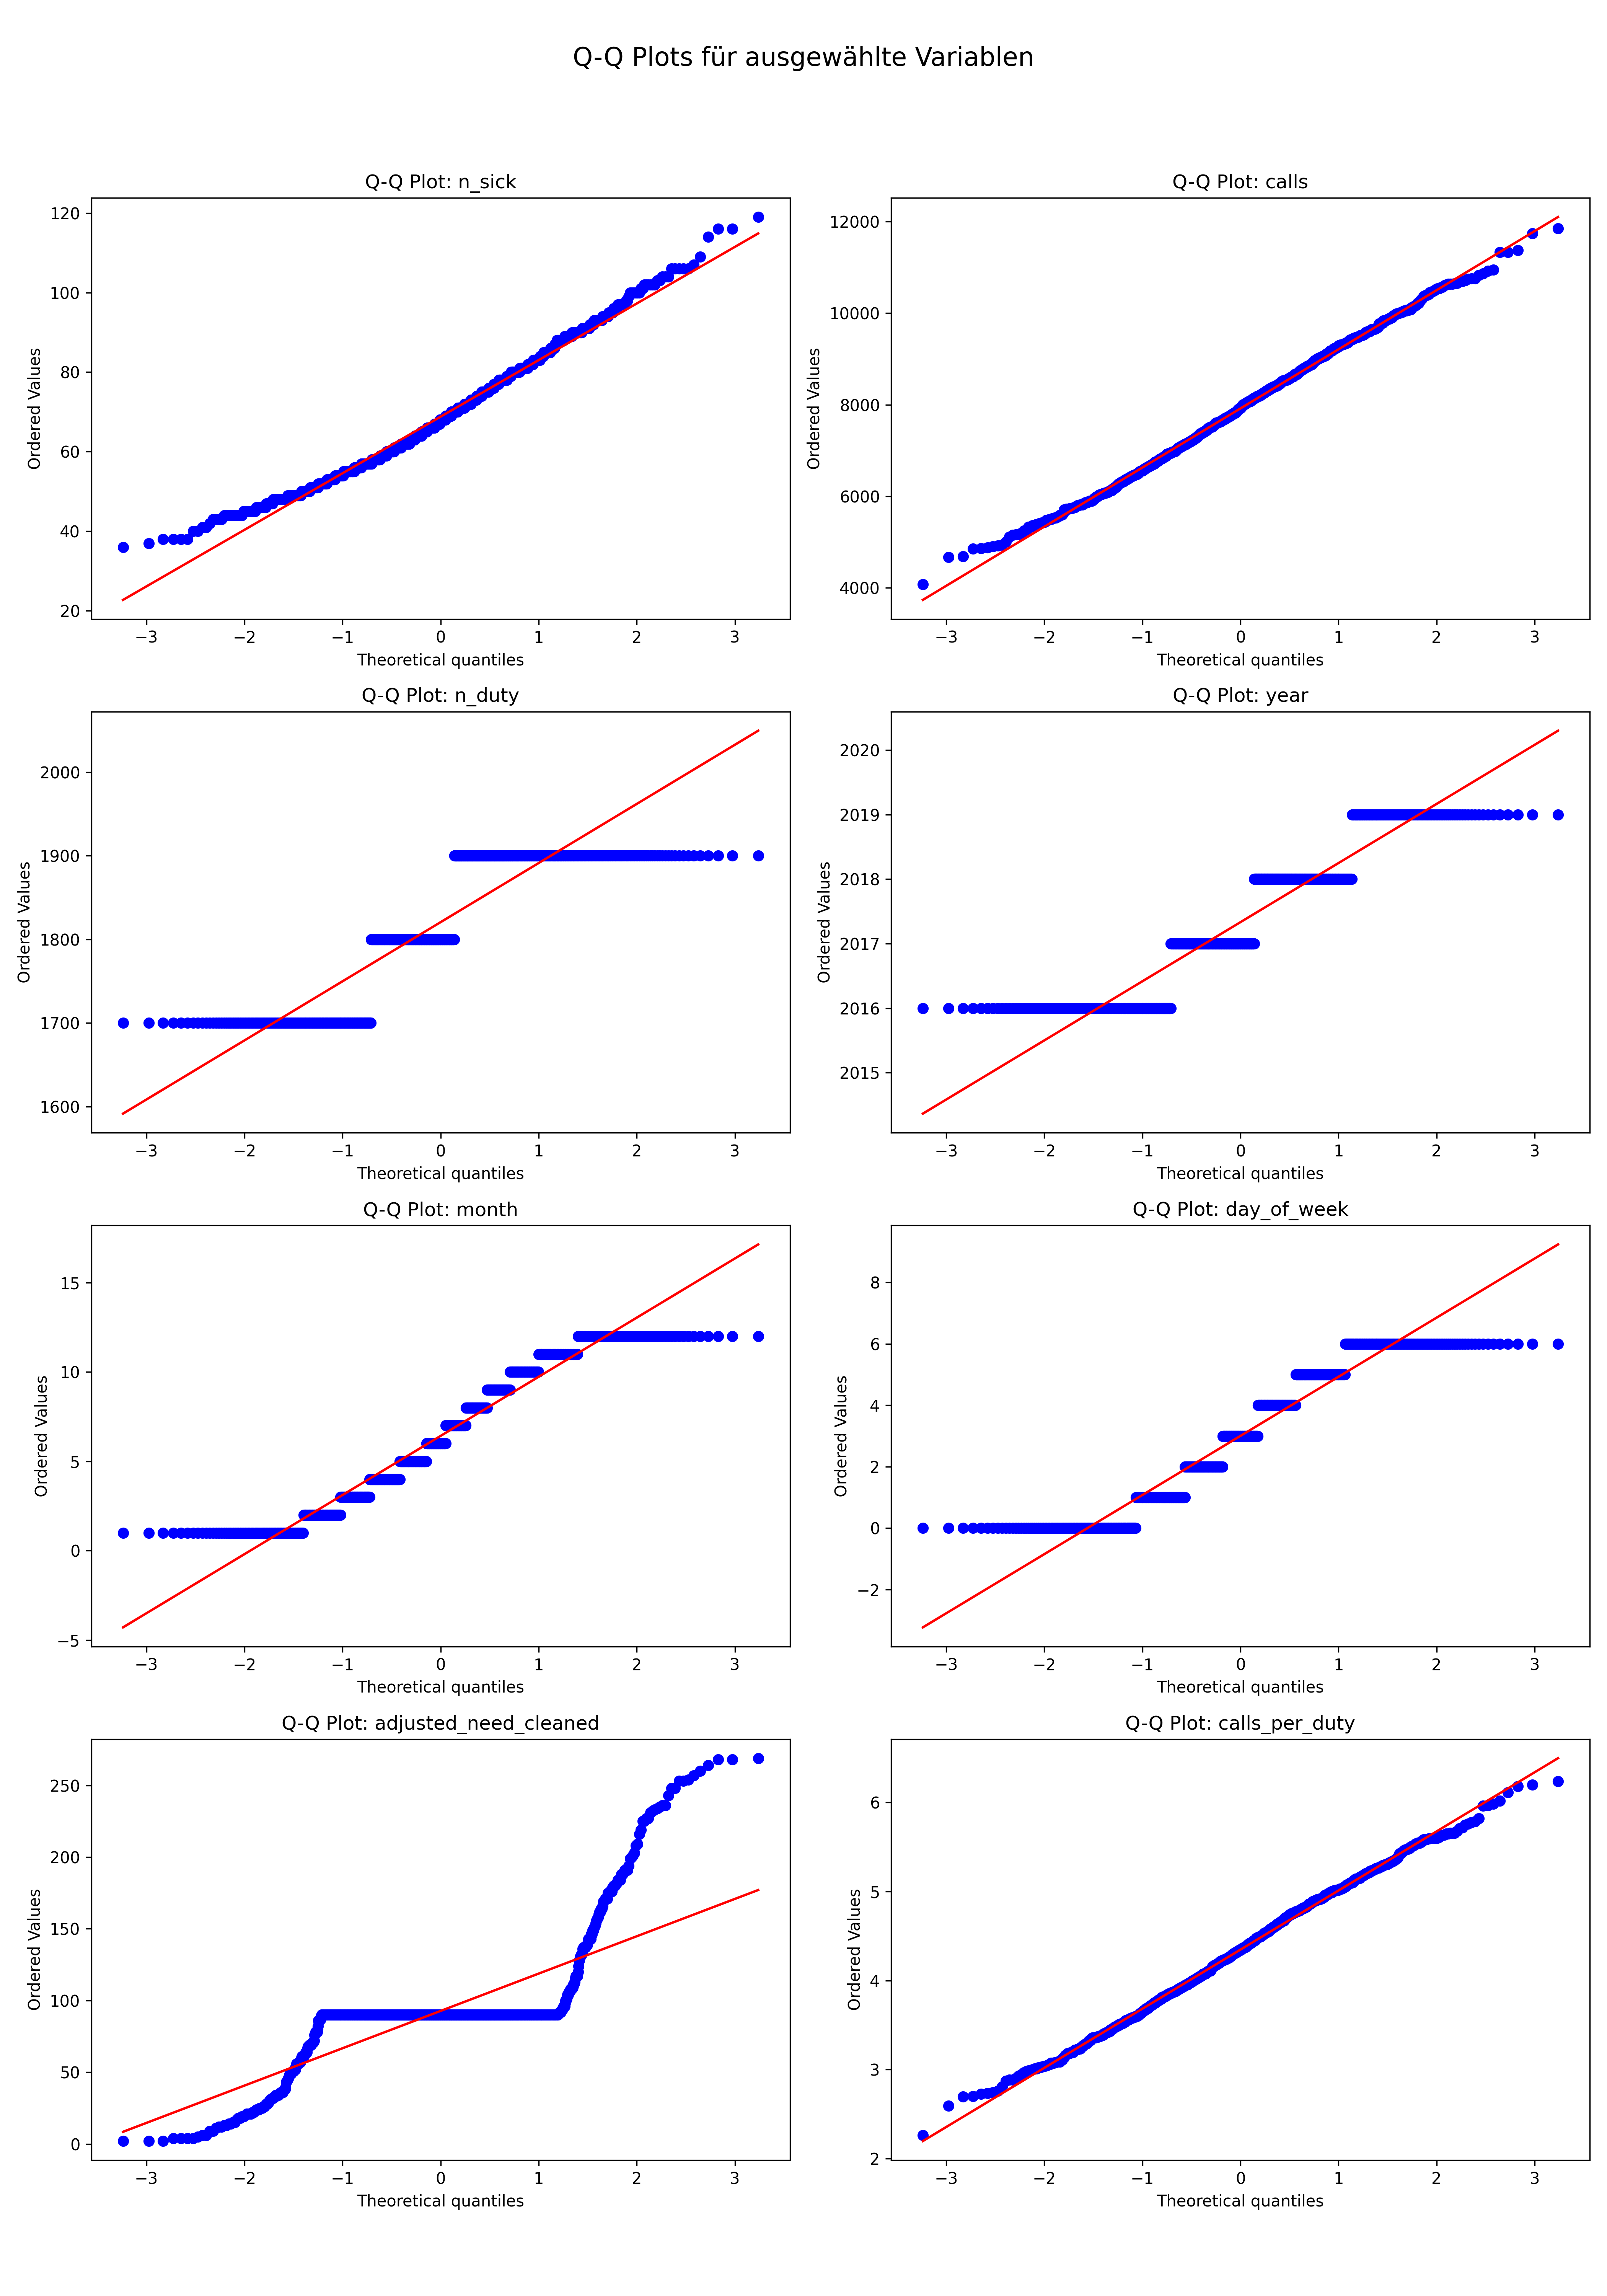 Q-Q Plots für ausgewählte Variablen
Q-Q Plot: n_sick
120
100
80
60
40
20
Ordered Values
−3 −2 −1 0 1 2 3
Theoretical quantiles
Q-Q Plot: calls
12000
10000
8000
6000
4000
Ordered Values
−3 −2 −1 0 1 2 3
Theoretical quantiles
Q-Q Plot: n_duty
2000
1900
1800
1700
1600
Ordered Values
−3 −2 −1 0 1 2 3
Theoretical quantiles
Q-Q Plot: year
2020
2019
2018
2017
2016
2015
Ordered Values
−3 −2 −1 0 1 2 3
Theoretical quantiles
Q-Q Plot: month
15
10
5
0
−5
Ordered Values
−3 −2 −1 0 1 2 3
Theoretical quantiles
Q-Q Plot: day_of_week
8
6
4
2
0
−2
Ordered Values
−3 −2 −1 0 1 2 3
Theoretical quantiles
Q-Q Plot: adjusted_need_cleaned
250
200
150
100
50
0
Ordered Values
−3 −2 −1 0 1 2 3
Theoretical quantiles
Q-Q Plot: calls_per_duty
6
5
4
3
2
Ordered Values
−3 −2 −1 0 1 2 3
Theoretical quantiles